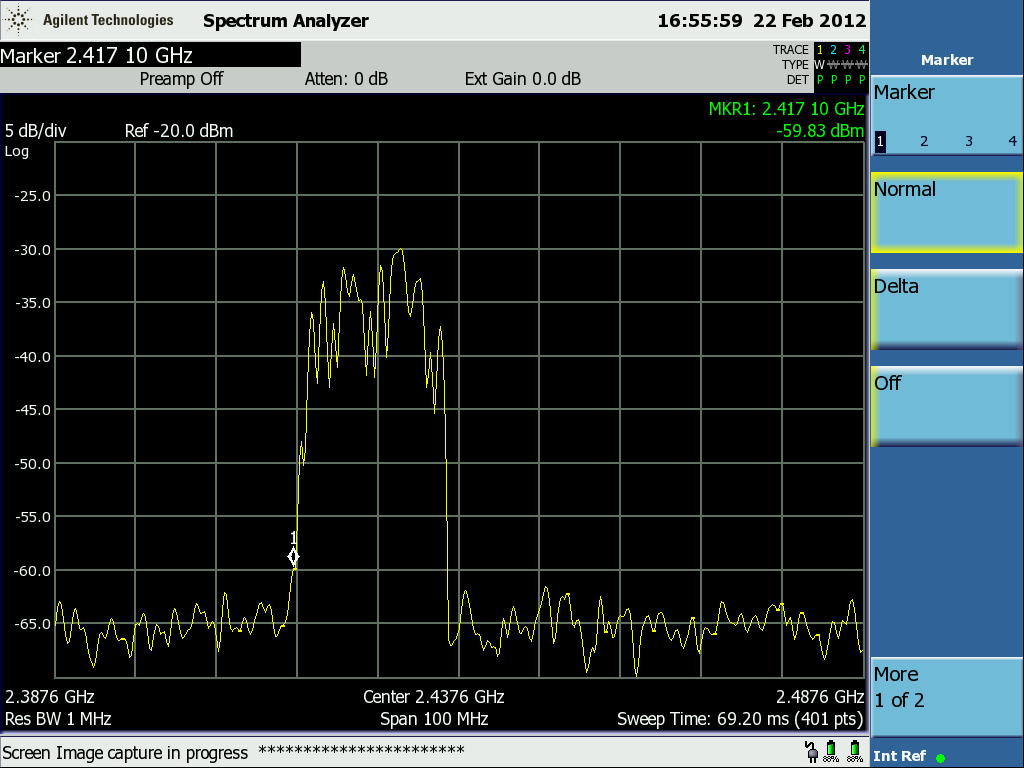 Agilent Technologies Spectrum Analyzer 16:55:59 22 Feb 2012
Marker
Marker 2.417 10 GHz
TRACE 1 2 3 4
TYPE W W W W
Preamp Off Atten: 0 dB Ext Gain 0.0 dB
DET P P P P
Marker
1 2 3 4
MKR1: 2.417 10 GHz
5 dB/div Ref -20.0 dBm -59.83 dBm
Log
Normal
-25.0
-30.0
Delta
-35.0
-40.0
Off
-45.0
-50.0
-55.0
1
-60.0
-65.0
More
1 of 2
2.3876 GHz Center 2.4376 GHz 2.4876 GHz
Res BW 1 MHz Span 100 MHz Sweep Time: 69.20 ms (401 pts)
Screen Image capture in progress ***********************
Int Ref